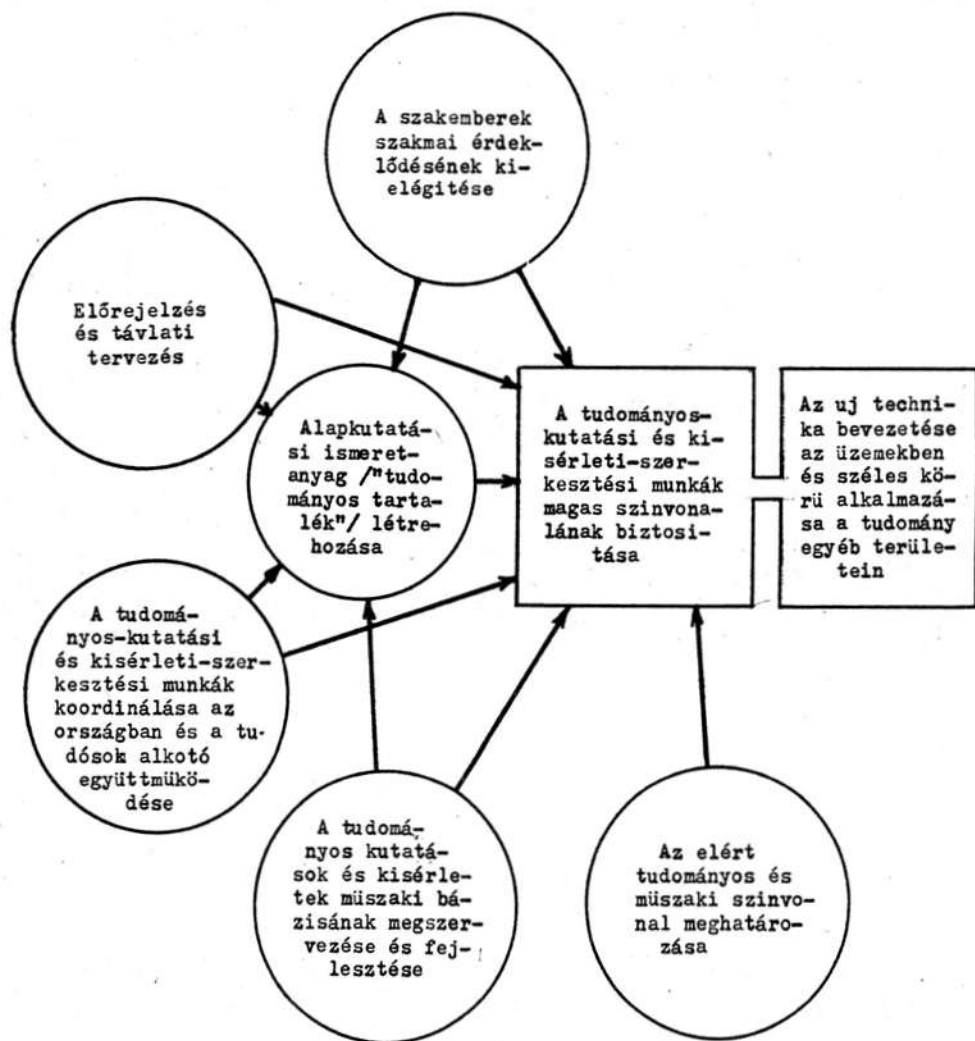 A szakemberek
szakmai érdek-
lődésének ki-
elégitése
Előrejelzés
és távlati
tervezés
Alapkutatá-
si ismeret-
anyag /"tudo-
mányos tarta-
lék"/ létre-
hozása
A tudományos-
kutatási és ki-
sérleti-szer-
kesztési munkák
magas szinvona-
lának biztosi-
tása
Az uj techni-
ka bevezetése
az üzemekben
és széles kö-
rü alkalmazá-
sa a tudomány
egyéb terüle-
tein
A tudomá-
nyos-kutatási
és kisérleti-szer-
kesztési munkák
koordinálása az
országban és a tu-
dósok alkotó
együttmükö-
dése
A tudomá-
nyos kutatá-
sok és kisérle-
tek müszaki bá-
zisának megszer-
vezése és fej-
lesztése
Az elért
tudományos és
müszaki szinvo-
nal meghatáro-
zása